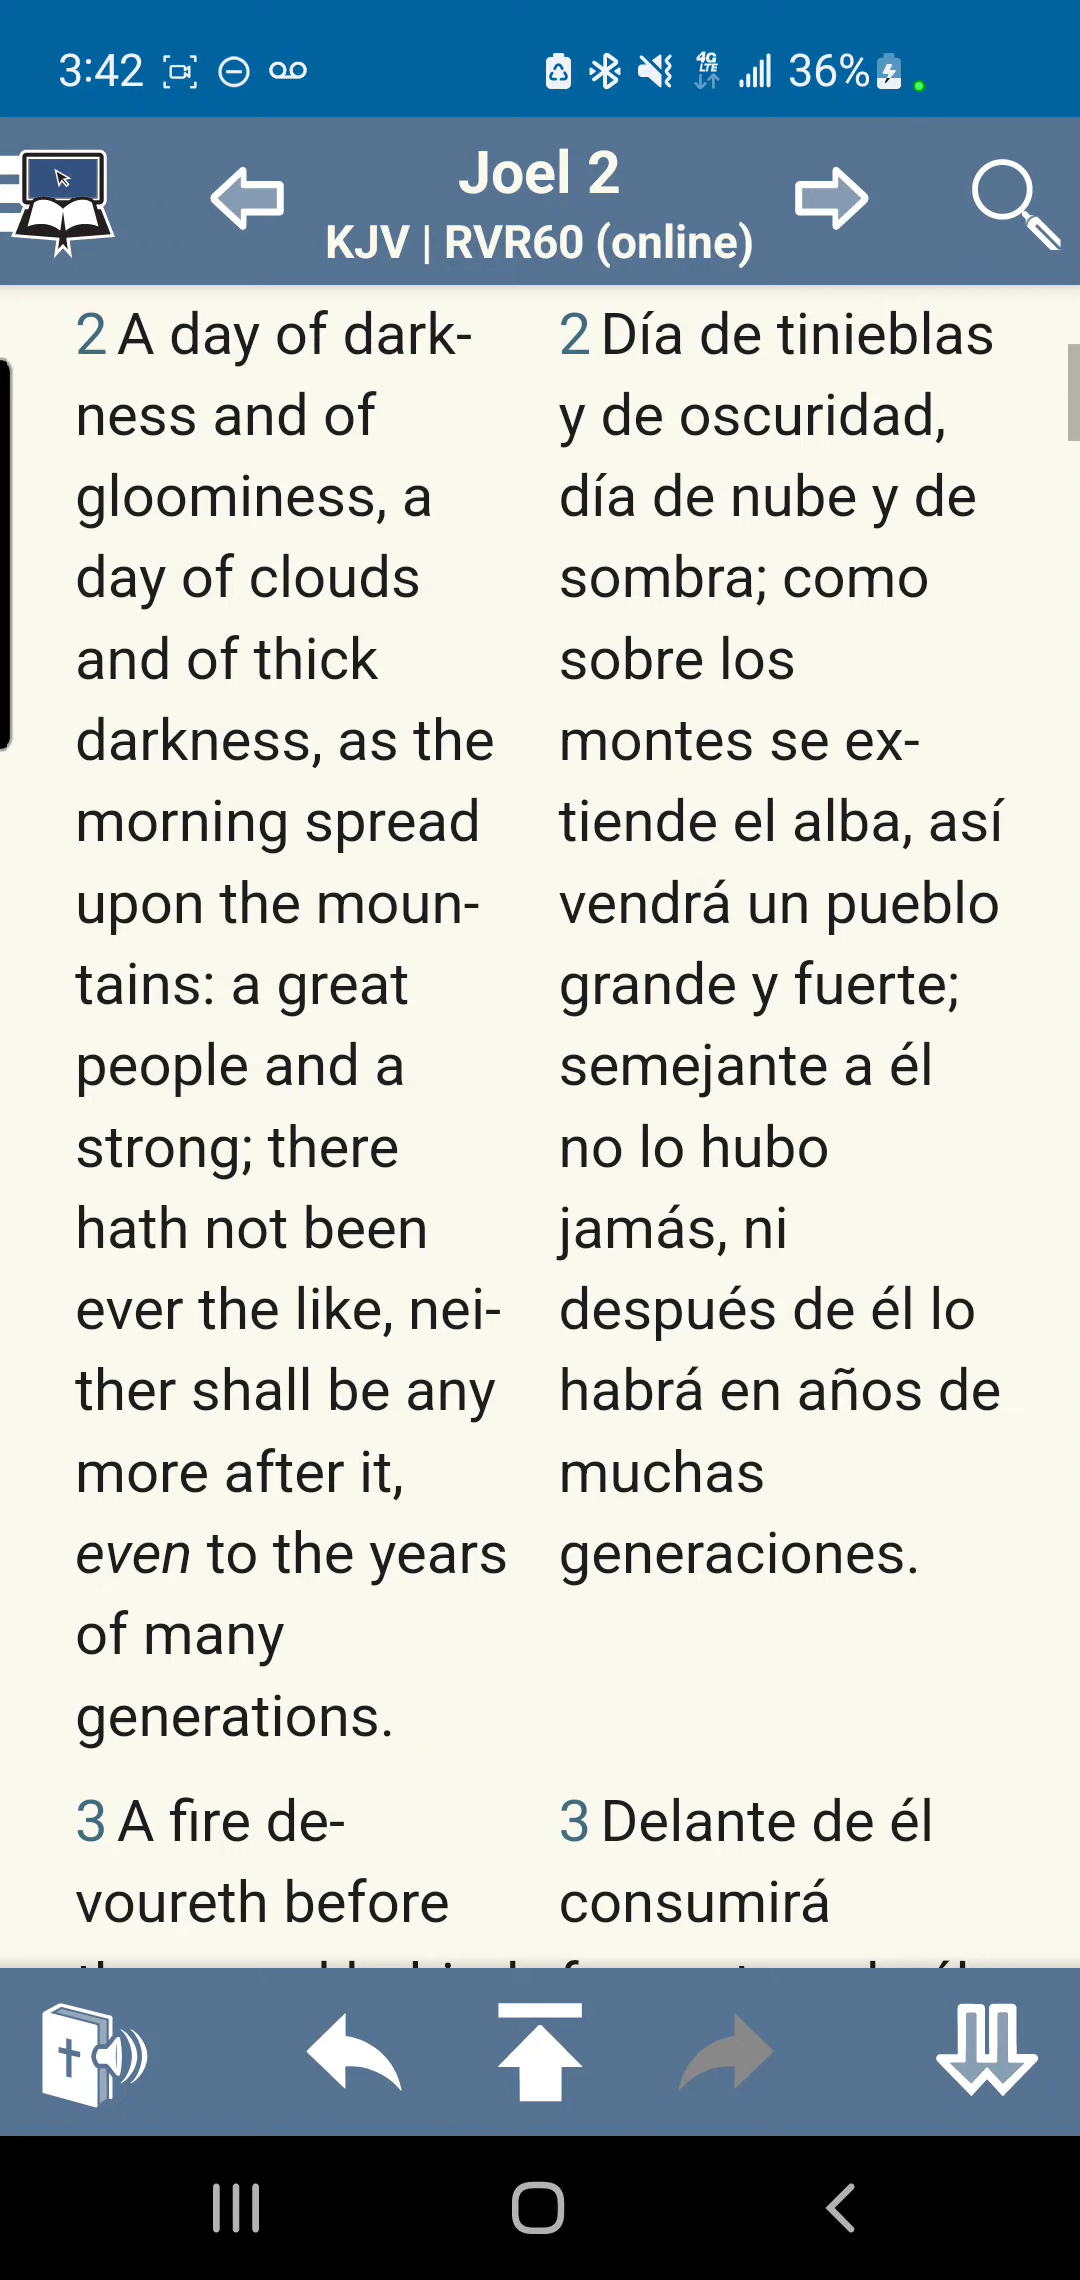 3:42
4G
LTE
36%
Joel 2
KJV | RVR60 (online)
2 A day of dark-
ness and of
gloominess, a
day of clouds
and of thick
darkness, as the
morning spread
upon the moun-
tains: a great
people and a
strong; there
hath not been
ever the like, nei-
ther shall be any
more after it,
even to the years
of many
generations.
3 A fire de-
voureth before
2 Día de tinieblas
y de oscuridad,
día de nube y de
sombra; como
sobre los
montes se ex-
tiende el alba, así
vendrá un pueblo
grande y fuerte;
semejante a él
no lo hubo
jamás, ni
después de él lo
habrá en años de
muchas
generaciones.
3 Delante de él
consumirá